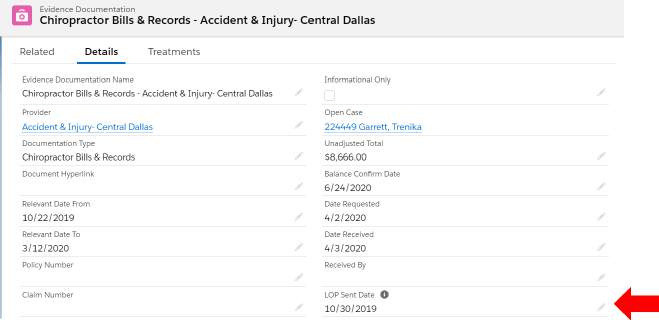 Evidence Documentation
Chiropractor Bills & Records - Accident & Injury- Central Dallas
Related Details Treatments
Evidence Documentation Name
Chiropractor Bills & Records - Accident & Injury- Central Dallas
Informational Only
Provider
Accident & Injury- Central Dallas
Open Case
224449 Garrett, Trenika
Documentation Type
Chiropractor Bills & Records
Unadjusted Total
$8,666.00
Document Hyperlink
Balance Confirm Date
6/24/2020
Relevant Date From
10/22/2019
Date Requested
4/2/2020
Relevant Date To
3/12/2020
Date Received
4/3/2020
Policy Number
Received By
Claim Number
LOP Sent Date
10/30/2019